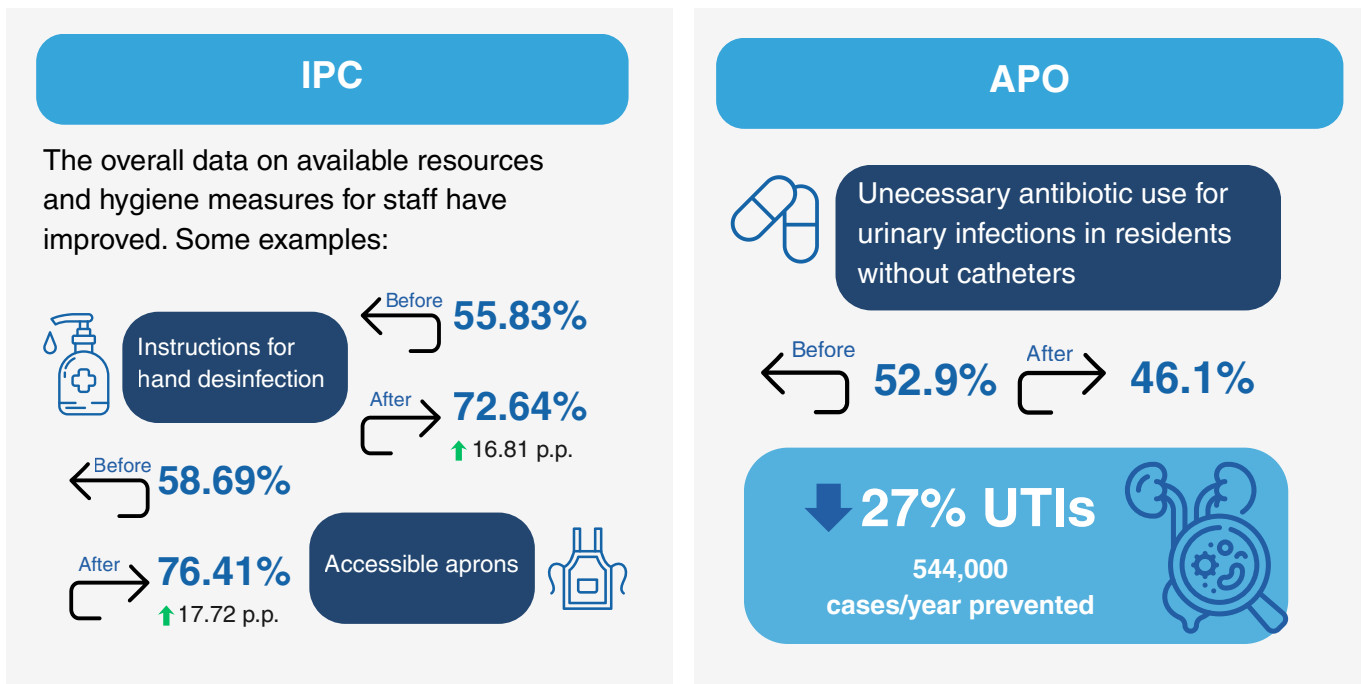 IPC
The overall data on available resources
and hygiene measures for staff have
improved. Some examples:
Instructions for
hand desinfection
Before
55.83%
After
72.64%
16.81 p.p.
Before
58.69%
After
76.41%
17.72 p.p.
Accessible aprons
APO
Unecessary antibiotic use for
urinary infections in residents
without catheters
Before
52.9%
After
46.1%
27% UTIs
544,000
cases/year prevented